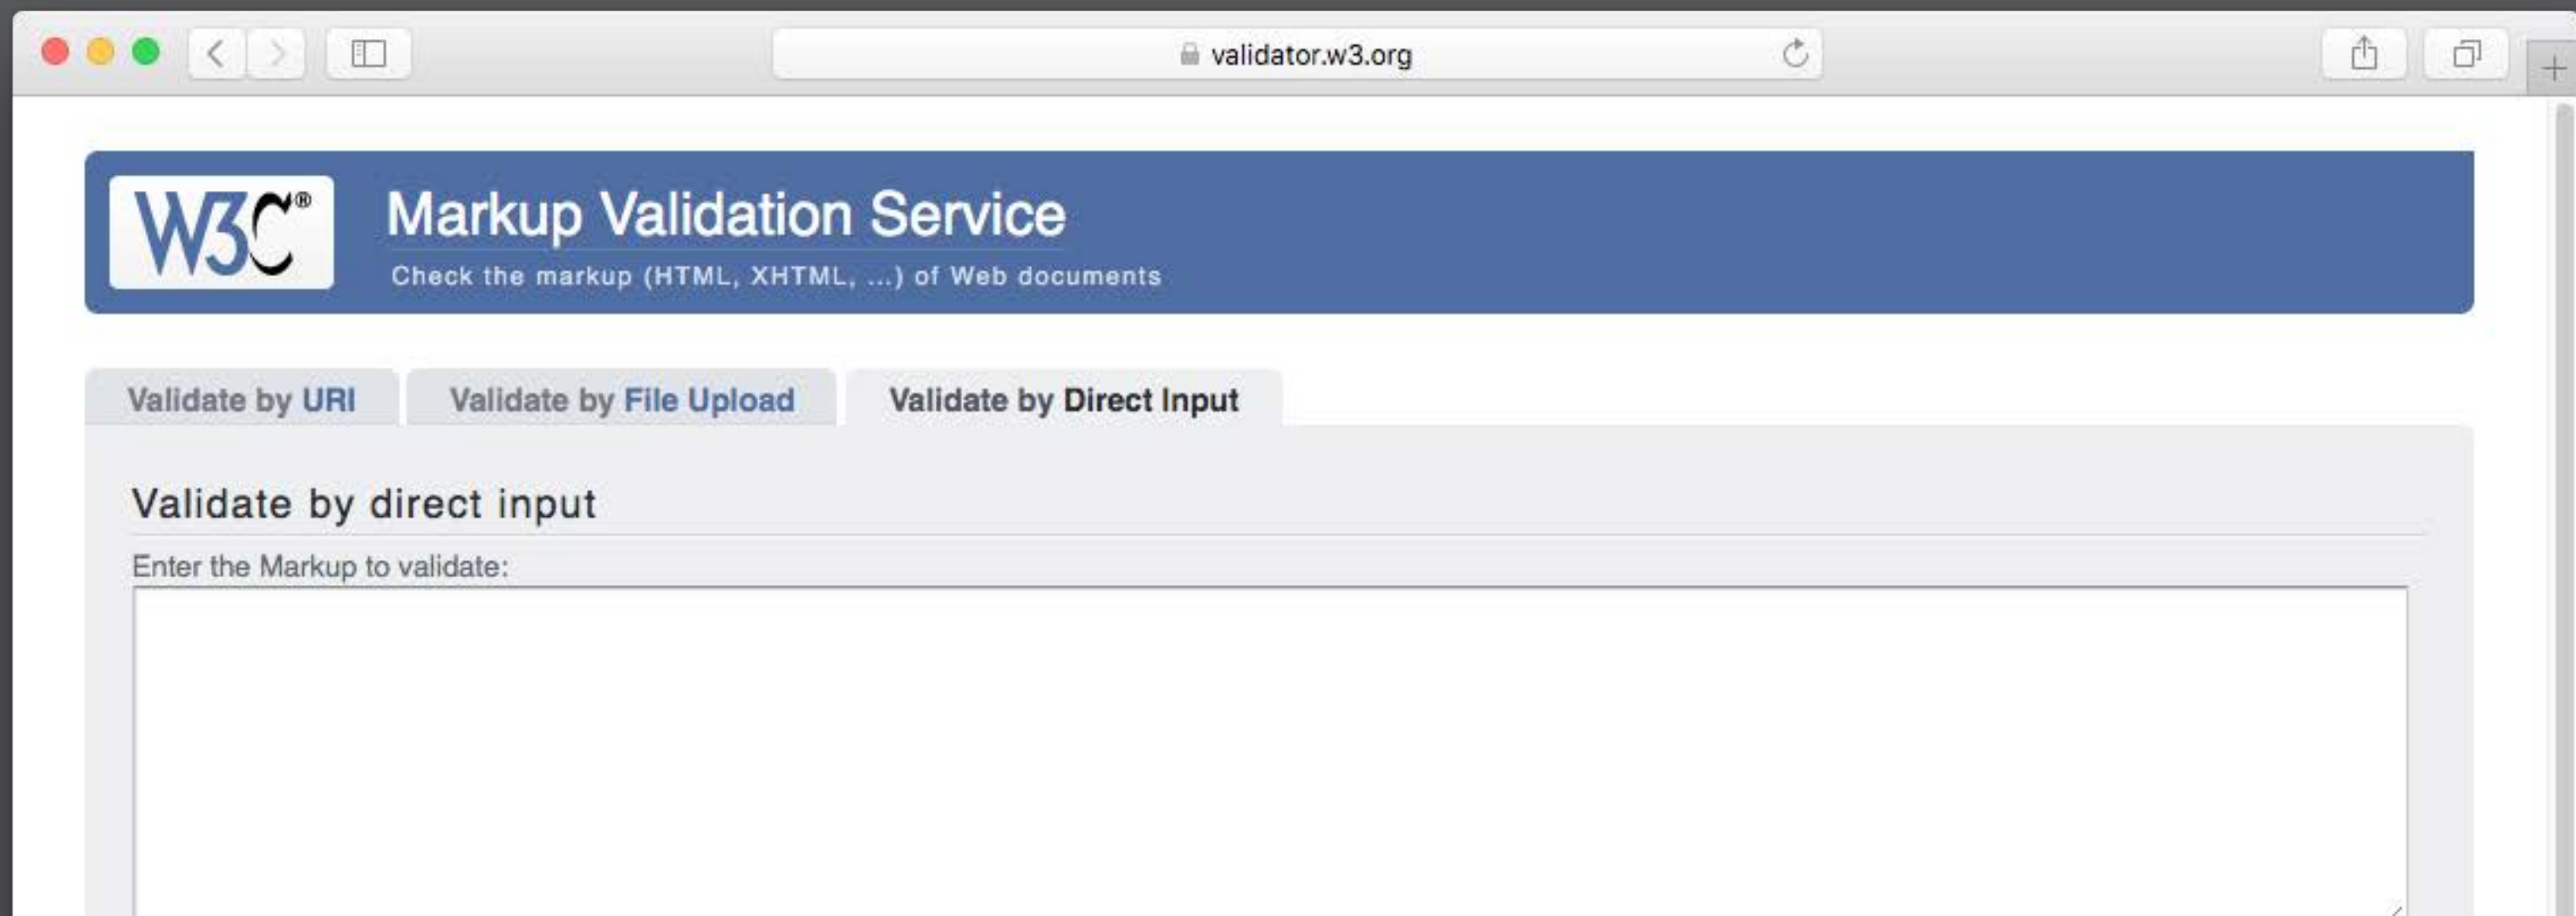 validator.w3.org
W3C®
Markup Validation Service
Check the markup (HTML, XHTML, ...) of Web documents
Validate by URI
Validate by File Upload
Validate by Direct Input
Validate by direct input
Enter the Markup to validate: